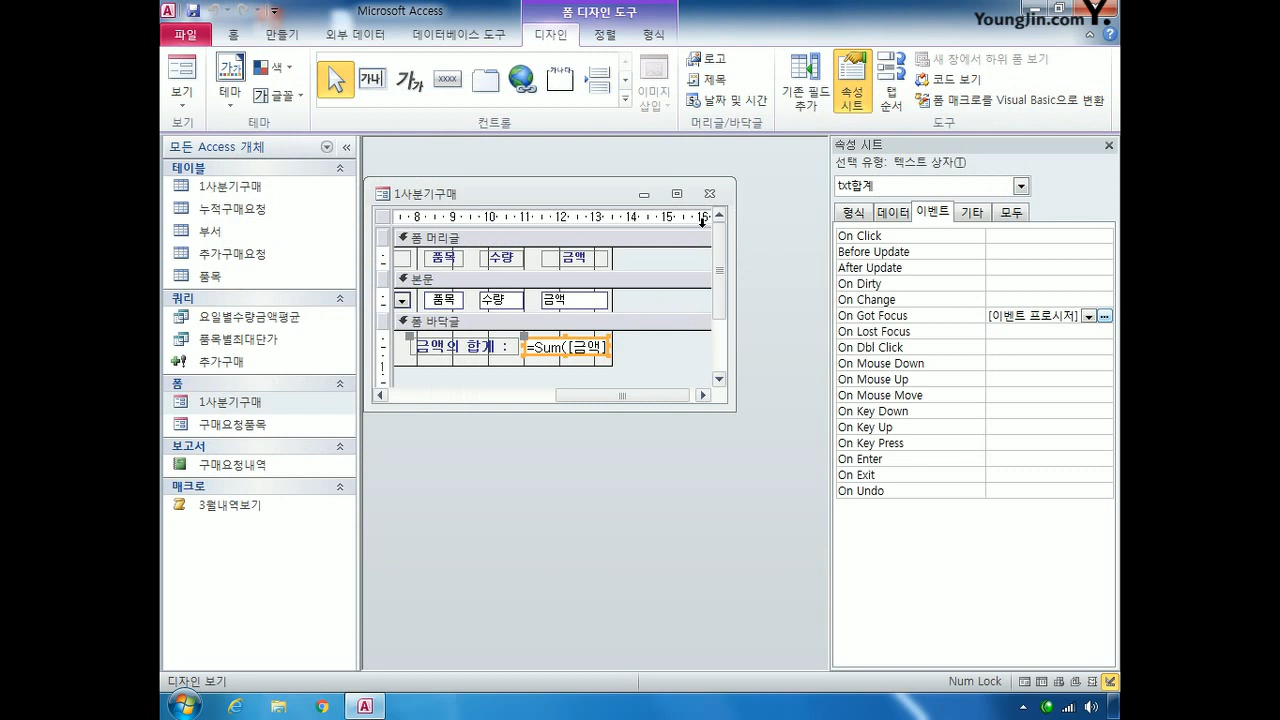 Microsoft Access
폼 디자인 도구
YoungJin.com Y.
파일
홈
만들기
외부 데이터
데이터베이스 도구
디자인
정렬
형식
보기
테마
색
가 글꼴
가나
가가
xxxx
가나다
이미지
삽입
로고
제목
날짜 및 시간
기존 필드
추가
속성
시트
탭
순서
새 창에서 하위 폼 보기
코드 보기
폼 매크로를 Visual Basic으로 변환
보기
테마
컨트롤
머리글/바닥글
도구
모든 Access 개체
테이블
1사분기구매
누적구매요청
부서
추가구매요청
품목
쿼리
요일별수량금액평균
품목별최대단가
추가구매
폼
1사분기구매
구매요청품목
보고서
구매요청내역
매크로
3월내역보기
1사분기구매
8 9 10 11 12 13 14 15 16
폼 머리글
품목 수량 금액
본문
품목 수량 금액
폼 바닥글
금액의 합계 : =Sum([금액]
속성 시트
선택 유형: 텍스트 상자(I)
txt합계
형식 데이터 이벤트 기타 모두
On Click
Before Update
After Update
On Dirty
On Change
On Got Focus [이벤트 프로시저]
On Lost Focus
On Dbl Click
On Mouse Down
On Mouse Up
On Mouse Move
On Key Down
On Key Up
On Key Press
On Enter
On Exit
On Undo
디자인 보기
Num Lock